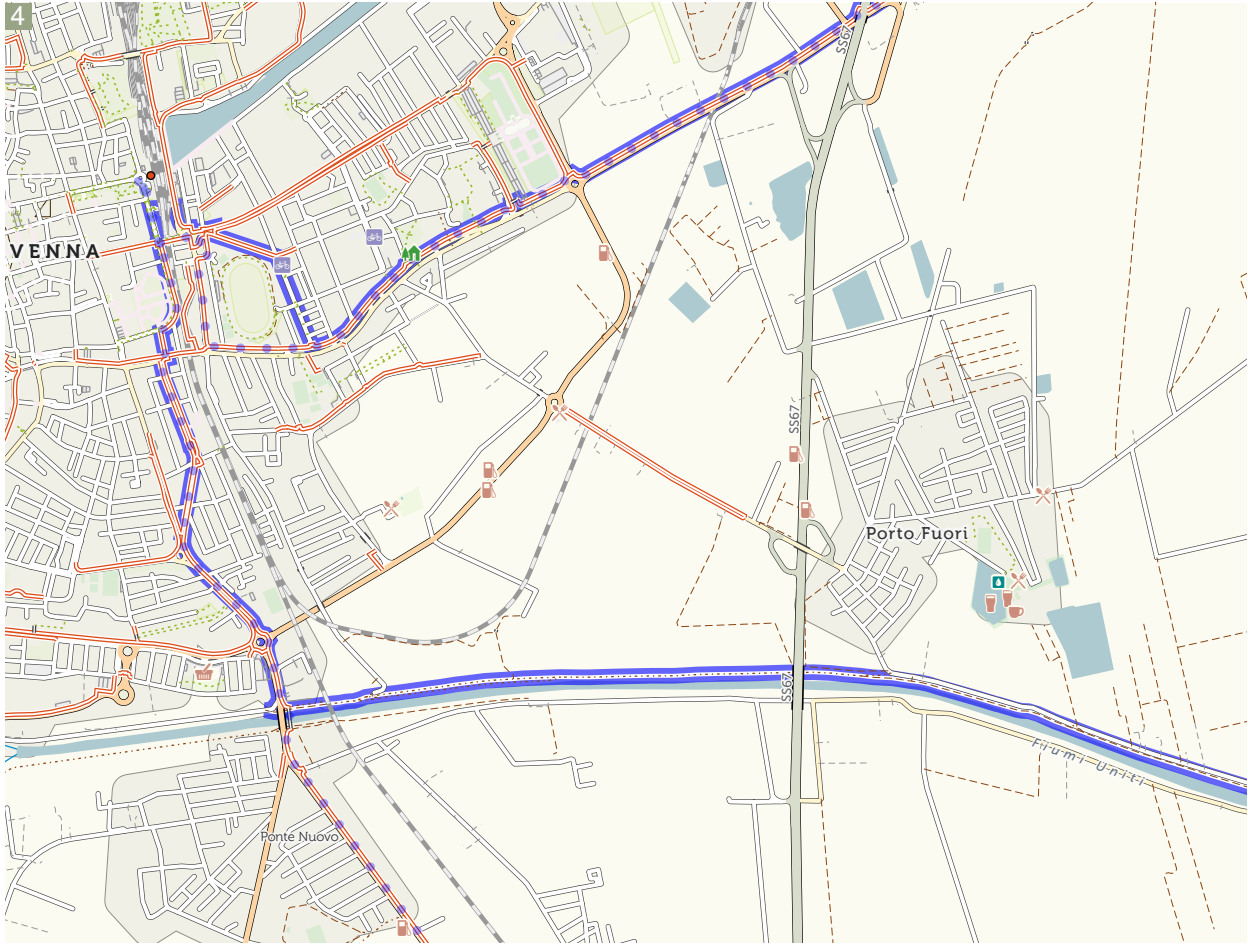 4
SS67
VENNA
SS67
Porto Fuori
SS67
Fiumi Uniti
Ponte Nuovo